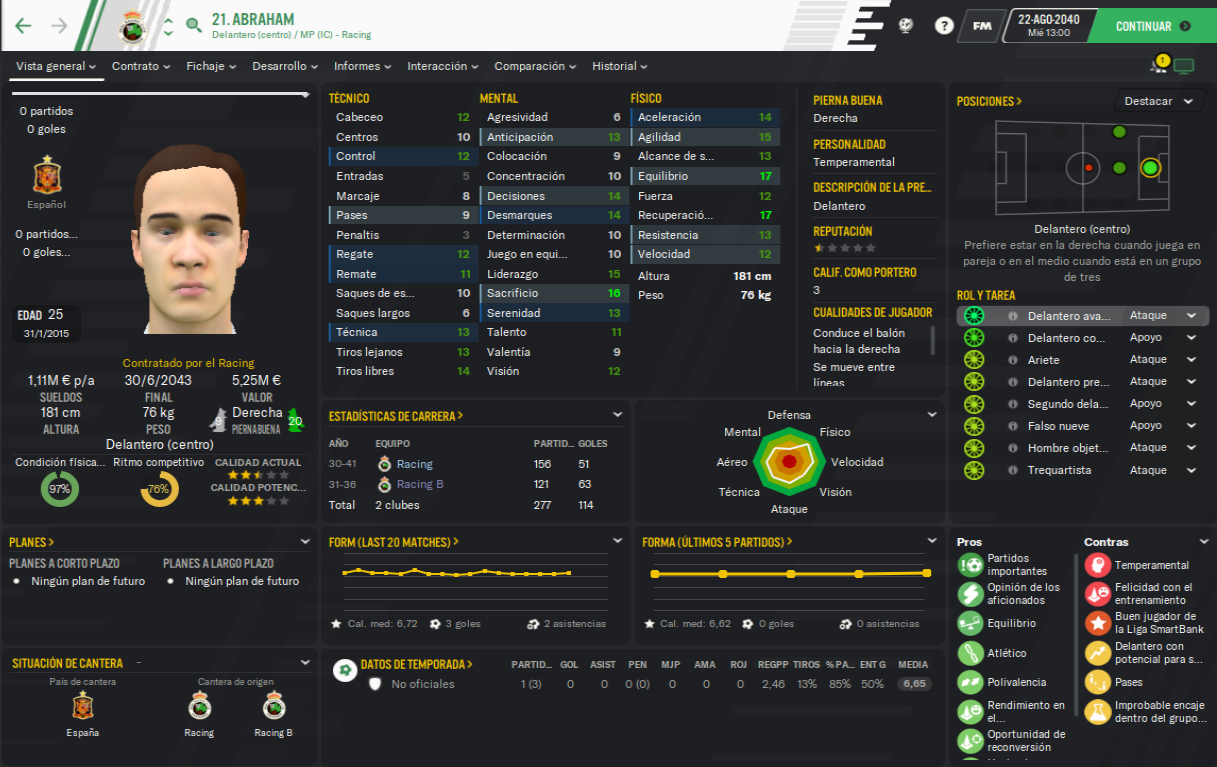 21. ABRAHAM
Delantero (centro) / MP (IC) - Racing
?
FM
22-AGO-2040
Mié 13:00
CONTINUAR
Vista general
Contrato
Fichaje
Desarrollo
Informes
Interacción
Comparación
Historial
1
0 partidos
0 goles
Español
0 partidos...
0 goles...
EDAD 25
31/1/2015
Contratado por el Racing
1,11M € p/a
30/6/2043
5,25M €
SUELDOS
FINAL
VALOR
181 cm
76 kg
9
Derecha
20
ALTURA
PESO
PIERNA BUENA
Delantero (centro)
Condición física...
Ritmo competitivo
CALIDAD ACTUAL
97%
76%
CALIDAD POTENC...
TÉCNICO
Cabeceo 12
Centros 10
Control 12
Entradas 5
Marcaje 8
Pases 9
Penaltis 3
Regate 12
Remate 11
Saques de es... 10
Saques largos 6
Técnica 13
Tiros lejanos 13
Tiros libres 14
MENTAL
Agresividad 6
Anticipación 13
Colocación 9
Concentración 10
Decisiones 14
Desmarques 14
Determinación 10
Juego en equi... 10
Liderazgo 15
Sacrificio 16
Serenidad 13
Talento 11
Valentía 9
Visión 12
FÍSICO
Aceleración 14
Agilidad 15
Alcance de s... 13
Equilibrio 17
Fuerza 12
Recuperació... 17
Resistencia 13
Velocidad 12
Altura 181 cm
Peso 76 kg
PIERNA BUENA
Derecha
PERSONALIDAD
Temperamental
DESCRIPCIÓN DE LA PRE...
Delantero
REPUTACIÓN
CALIF. COMO PORTERO
3
CUALIDADES DE JUGADOR
Conduce el balón
hacia la derecha
Se mueve entre
líneas
POSICIONES >
Destacar
Delantero (centro)
Prefiere estar en la derecha cuando juega en
pareja o en el medio cuando está en un grupo
de tres
ROL Y TAREA
Delantero ava... Ataque
Delantero co... Apoyo
Ariete Ataque
Delantero pre... Ataque
Segundo dela... Apoyo
Falso nueve Apoyo
Hombre objet... Ataque
Trequartista Ataque
ESTADÍSTICAS DE CARRERA >
AÑO EQUIPO PARTID... GOLES
30-41 Racing 156 51
31-36 Racing B 121 63
Total 2 clubes 277 114
Defensa
Mental Físico
Aéreo Velocidad
Técnica Visión
Ataque
PLANES >
PLANES A CORTO PLAZO
PLANES A LARGO PLAZO
Ningún plan de futuro
Ningún plan de futuro
FORM (LAST 20 MATCHES) >
Cal. med: 6,72
3 goles
2 asistencias
FORMA (ÚLTIMOS 5 PARTIDOS) >
Cal. med: 6,62
0 goles
0 asistencias
Pros
Partidos
importantes
Opinión de los
aficionados
Equilibrio
Atlético
Polivalencia
Rendimiento en
el...
Oportunidad de
reconversión
Contras
Temperamental
Felicidad con el
entrenamiento
Buen jugador de
la Liga SmartBank
Delantero con
potencial para s...
Pases
Improbable encaje
dentro del grupo...
SITUACIÓN DE CANTERA -
País de cantera
Cantera de origen
España
Racing
Racing B
DATOS DE TEMPORADA >
PARTID... GOL ASIST PEN MJP AMA ROJ REGPP TIROS % PA... ENT G MEDIA
No oficiales 1 (3) 0 0 0 (0) 0 0 0 2,46 13% 85% 50% 6,65